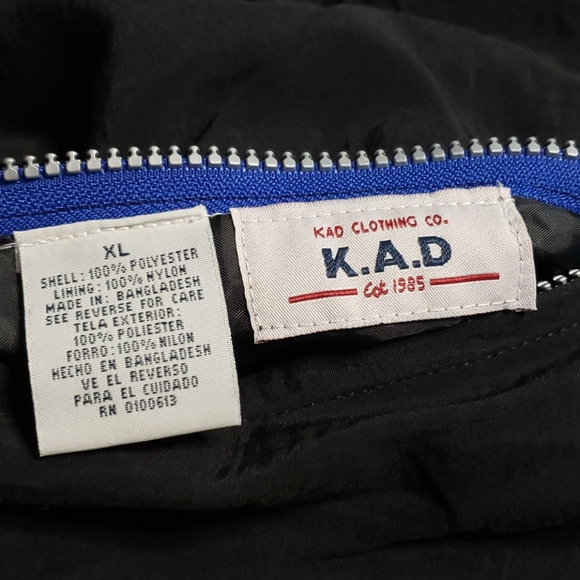 XL
SHELL: 100% POLYESTER
LINING: 100% NYLON
MADE IN: BANGLADESH
SEE REVERSE FOR CARE
TELA EXTERIOR:
100% POLIESTER
FORRO: 100% NILON
HECHO EN BANGLADESH
VE EL REVERSO
PARA EL CUIDADO
RN 0100613
KAD CLOTHING CO.
K.A.D
Est 1985